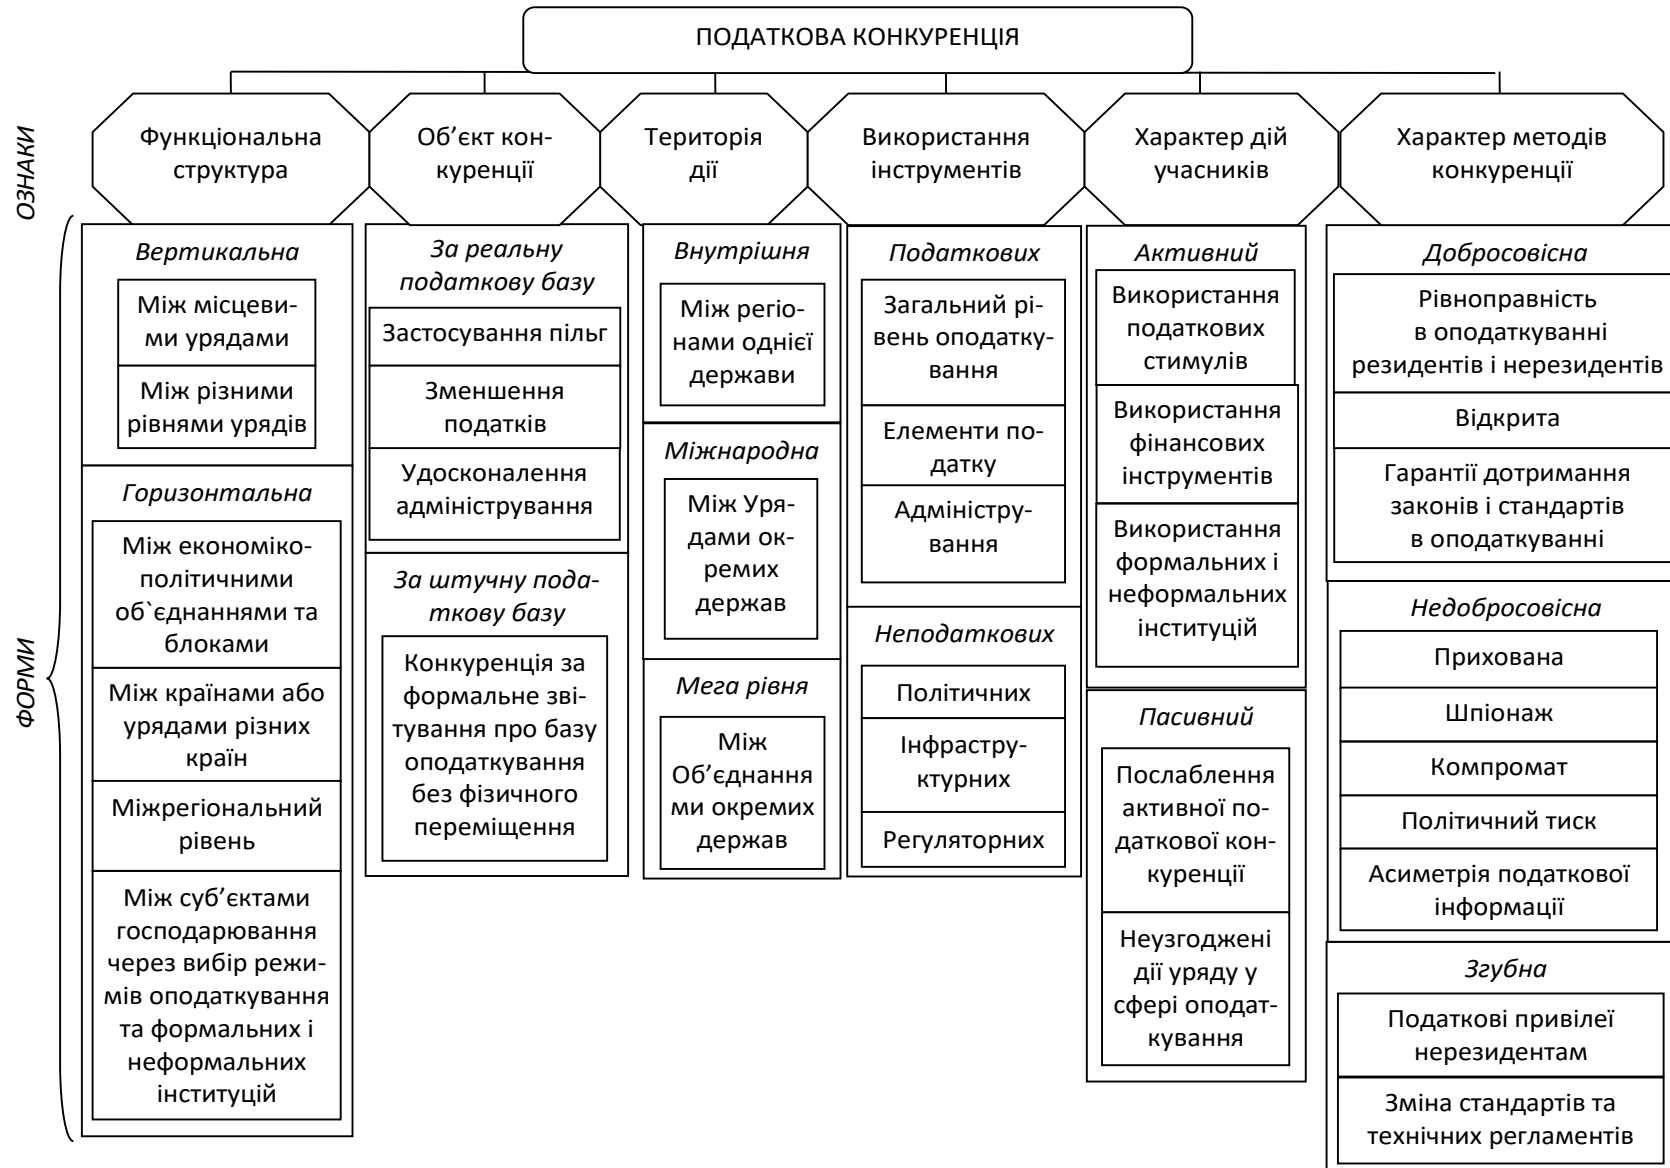 ПОДАТКОВА КОНКУРЕНЦІЯ
ОЗНАКИ
Функціональна
структура
Об’єкт кон-
куренції
Територія
дії
Використання
інструментів
Характер дій
учасників
Характер методів
конкуренції
ФОРМИ
Вертикальна
Між місцеви-
ми урядами
Між різними
рівнями урядів
Горизонтальна
Між економіко-
політичними
об`єднаннями та
блоками
Між країнами або
урядами різних
країн
Міжрегіональний
рівень
Між суб’єктами
господарювання
через вибір режи-
мів оподаткування
та формальних і
неформальних
інституцій
За реальну
податкову базу
Застосування пільг
Зменшення
податків
Удосконалення
адміністрування
За штучну пода-
ткову базу
Конкуренція за
формальне зві-
тування про базу
оподаткування
без фізичного
переміщення
Внутрішня
Між регіо-
нами однієї
держави
Міжнародна
Між Уря-
дами ок-
ремих
держав
Мега рівня
Між
Об’єднання
ми окремих
держав
Податкових
Загальний рі-
вень оподатку-
вання
Елементи по-
датку
Адміністру-
вання
Неподаткових
Політичних
Інфрастру-
ктурних
Регуляторних
Активний
Використання
податкових
стимулів
Використання
фінансових
інструментів
Використання
формальних і
неформальних
інституцій
Пасивний
Послаблення
активної по-
даткової кон-
куренції
Неузгоджені
дії уряду у
сфері оподат-
кування
Добросовісна
Рівноправність
в оподаткуванні
резидентів і нерезидентів
Відкрита
Гарантії дотримання
законів і стандартів
в оподаткуванні
Недобросовісна
Прихована
Шпіонаж
Компромат
Політичний тиск
Асиметрія податкової
інформації
Згубна
Податкові привілеї
нерезидентам
Зміна стандартів та
технічних регламентів